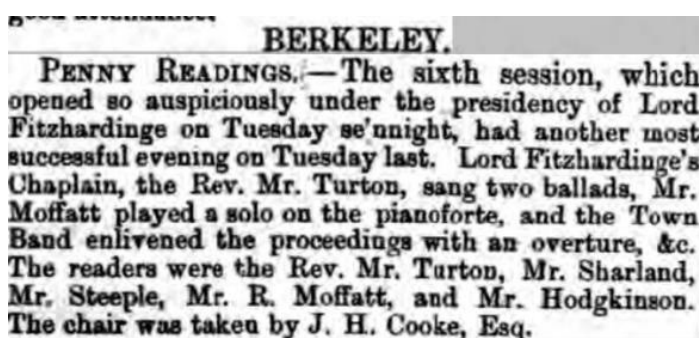 BERKELEY.
PENNY READINGS.—The sixth session, which
opened so auspiciously under the presidency of Lord
Fitzhardinge on Tuesday se'nnight, had another most
successful evening on Tuesday last. Lord Fitzhardinge's
Chaplain, the Rev. Mr. Turton, sang two ballads, Mr.
Moffatt played a solo on the pianoforte, and the Town
Band enlivened the proceedings with an overture, &c.
The readers were the Rev. Mr. Turton, Mr. Sharland,
Mr. Steeple, Mr. R. Moffatt, and Mr. Hodgkinson.
The chair was taken by J. H. Cooke, Esq.